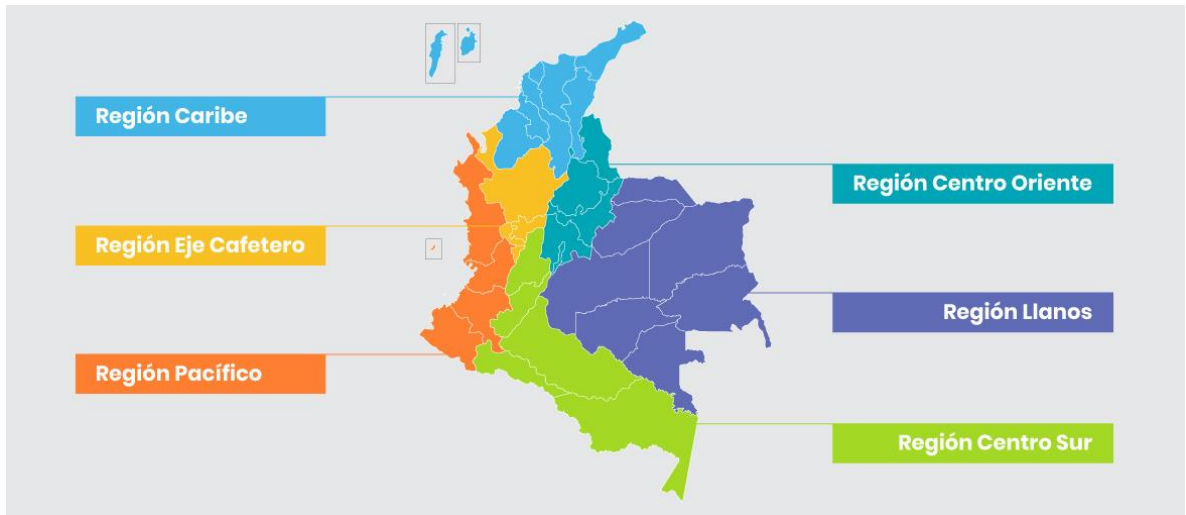 Región Caribe
Región Centro Oriente
Región Eje Cafetero
Región Llanos
Región Pacífico
Región Centro Sur